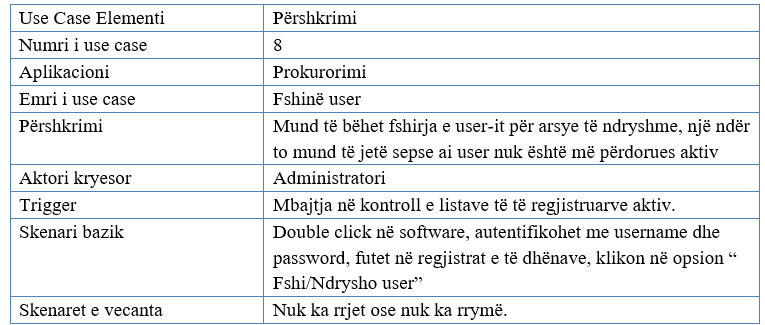 Use Case Elementi Përshkrimi
Numri i use case 8
Aplikacioni Prokurorimi
Emri i use case Fshinë user
Përshkrimi Mund të bëhet fshirja e user-it për arsye të ndryshme, një ndër
to mund të jetë sepse ai user nuk është më përdorues aktiv
Aktori kryesor Administratori
Trigger Mbajtja në kontroll e listave të të regjistruarve aktiv.
Skenari bazik Double click në software, autentifikohet me username dhe
password, futet në regjistrat e të dhënave, klikon në opsion “
Fshi/Ndrysho user”
Skenaret e vecanta Nuk ka rrjet ose nuk ka rrymë.